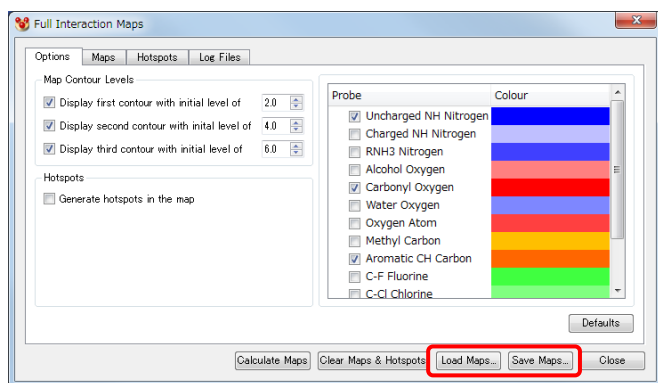 Full Interaction Maps
Options Maps Hotspots Log Files
Map Contour Levels
Display first contour with initial level of 2.0
Display second contour with inital level of 4.0
Display third contour with initial level of 6.0
Hotspots
Generate hotspots in the map
Probe Colour
Uncharged NH Nitrogen
Charged NH Nitrogen
RNH3 Nitrogen
Alcohol Oxygen
Carbonyl Oxygen
Water Oxygen
Oxygen Atom
Methyl Carbon
Aromatic CH Carbon
C-F Fluorine
C-Cl Chlorine
Defaults
Calculate Maps Clear Maps & Hotspots Load Maps... Save Maps... Close